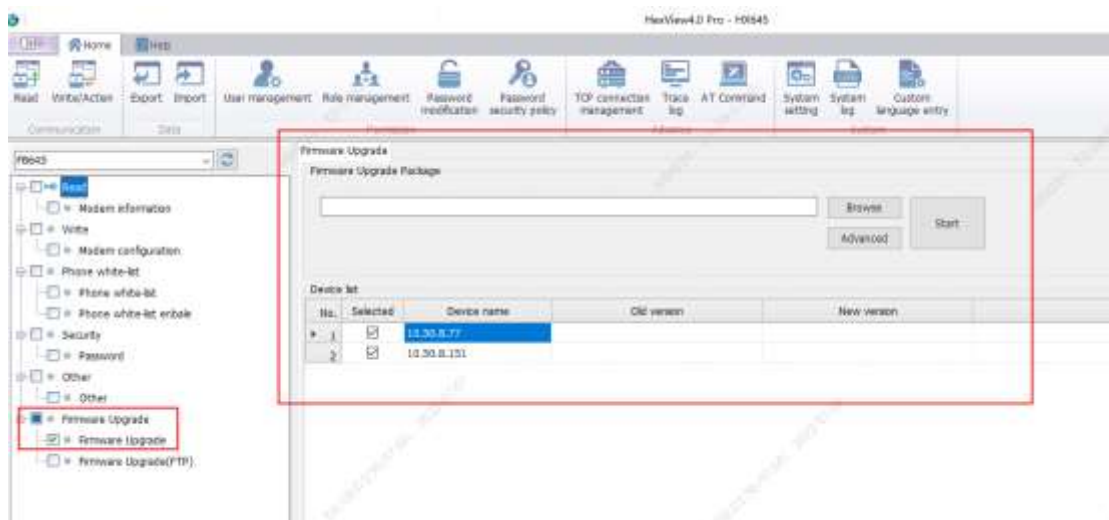 HexView4.0 Pro - HXI645
Home Help
Read Write/Action Export Import User management Role management Password modification Password security policy TCP connection management Trace log AT Command System setting System log Custom language entry
Communication Data Permission Advance System
Firmware Upgrade
Firmware Upgrade Package
Read
Modem information
Write
Modem configuration
Phone white-list
Phone white-list
Phone white-list enbale
Security
Password
Other
Other
Firmware Upgrade
Firmware Upgrade
Firmware Upgrade(FTP)
Browse
Advanced
Start
Device list
No. Selected Device name Old version New version
1 10.30.8.77
2 10.30.8.151